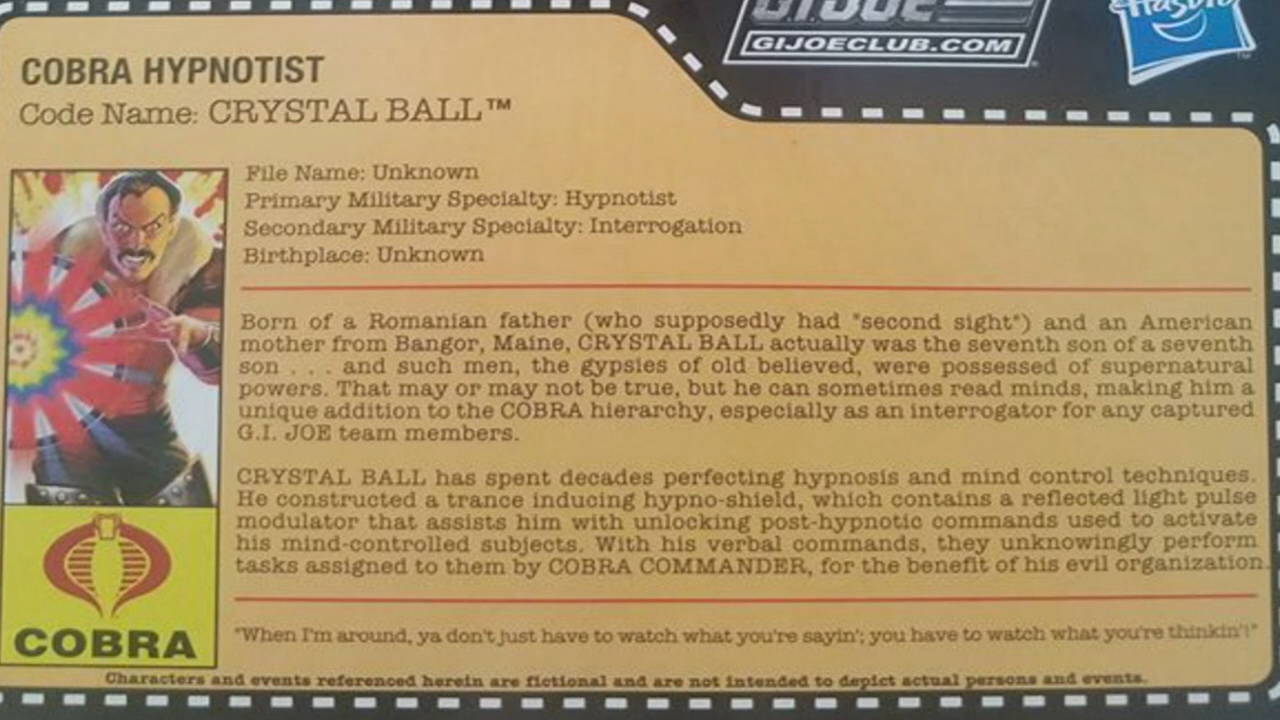 G.I. JOE
GIJOECLUB.COM
Hasbro
COBRA HYPNOTIST
Code Name: CRYSTAL BALL™
File Name: Unknown
Primary Military Specialty: Hypnotist
Secondary Military Specialty: Interrogation
Birthplace: Unknown
Born of a Romanian father (who supposedly had "second sight") and an American
mother from Bangor, Maine, CRYSTAL BALL actually was the seventh son of a seventh
son . . . and such men, the gypsies of old believed, were possessed of supernatural
powers. That may or may not be true, but he can sometimes read minds, making him a
unique addition to the COBRA hierarchy, especially as an interrogator for any captured
G.I. JOE team members.
CRYSTAL BALL has spent decades perfecting hypnosis and mind control techniques.
He constructed a trance inducing hypno-shield, which contains a reflected light pulse
modulator that assists him with unlocking post-hypnotic commands used to activate
his mind-controlled subjects. With his verbal commands, they unknowingly perform
tasks assigned to them by COBRA COMMANDER, for the benefit of his evil organization.
"When I'm around, ya don't just have to watch what you're sayin'; you have to watch what you're thinkin'!"
COBRA
Characters and events referenced herein are fictional and are not intended to depict actual persons and events.